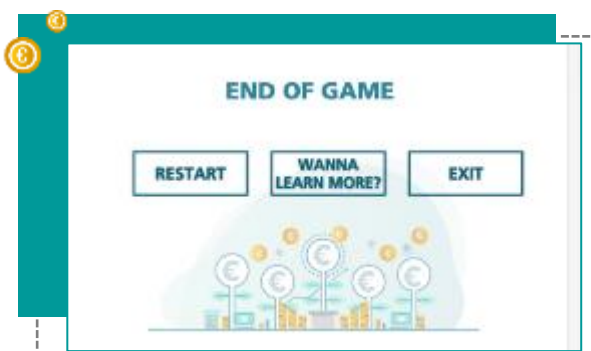 END OF GAME
RESTART
WANNA
LEARN MORE?
EXIT